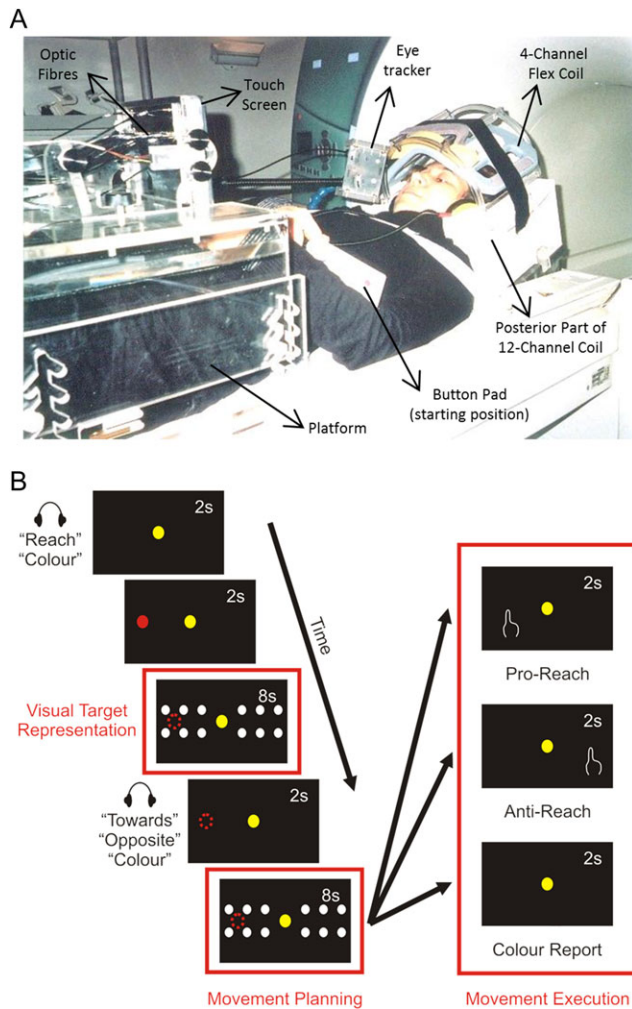 A
Optic
Fibres
Touch
Screen
Eye
tracker
4-Channel
Flex Coil
Posterior Part of
12-Channel Coil
Button Pad
(starting position)
Platform
B
2s
“Reach”
“Colour”
2s
Time
Visual Target
Representation
8s
2s
“Towards”
“Opposite”
“Colour”
8s
Movement Planning
2s
Pro-Reach
2s
Anti-Reach
2s
Colour Report
Movement Execution